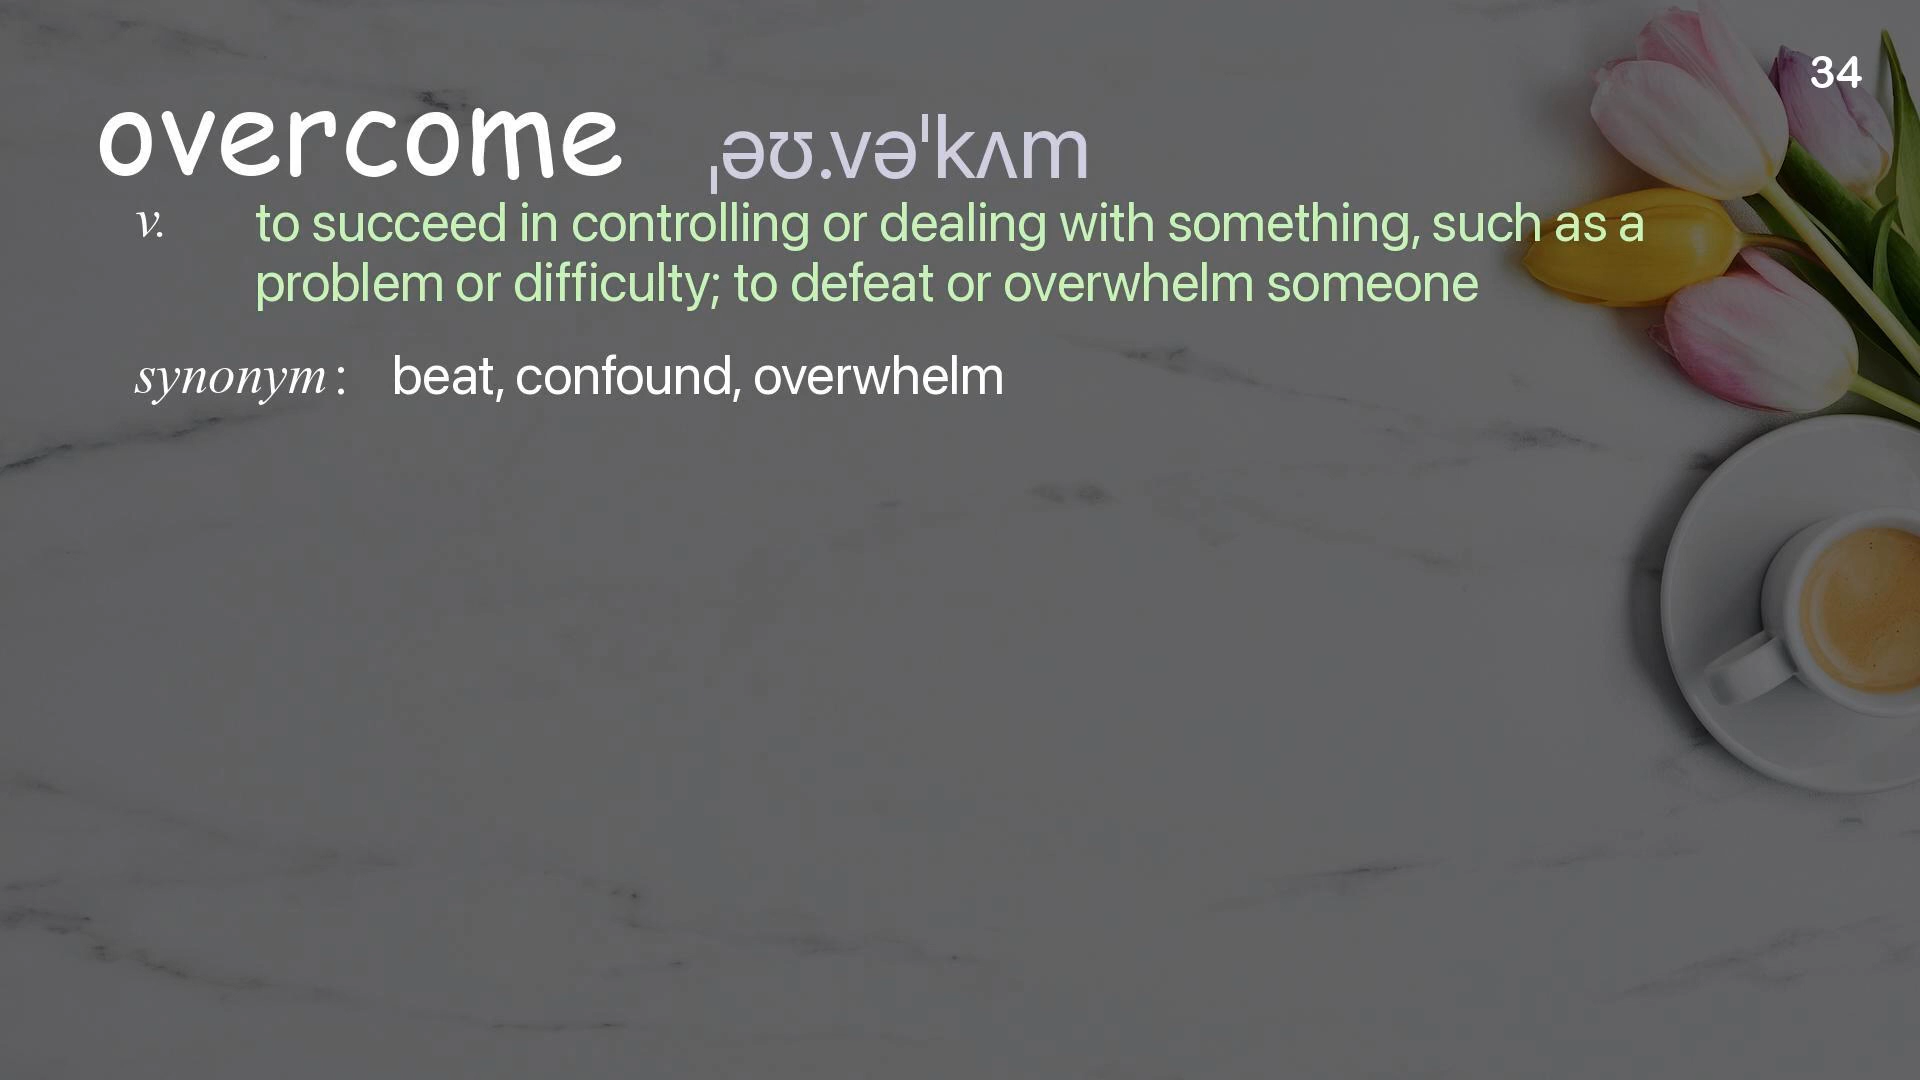 34
overcome ˌəʊ.vəˈkʌm
v. to succeed in controlling or dealing with something, such as a
problem or difficulty; to defeat or overwhelm someone
synonym: beat, confound, overwhelm